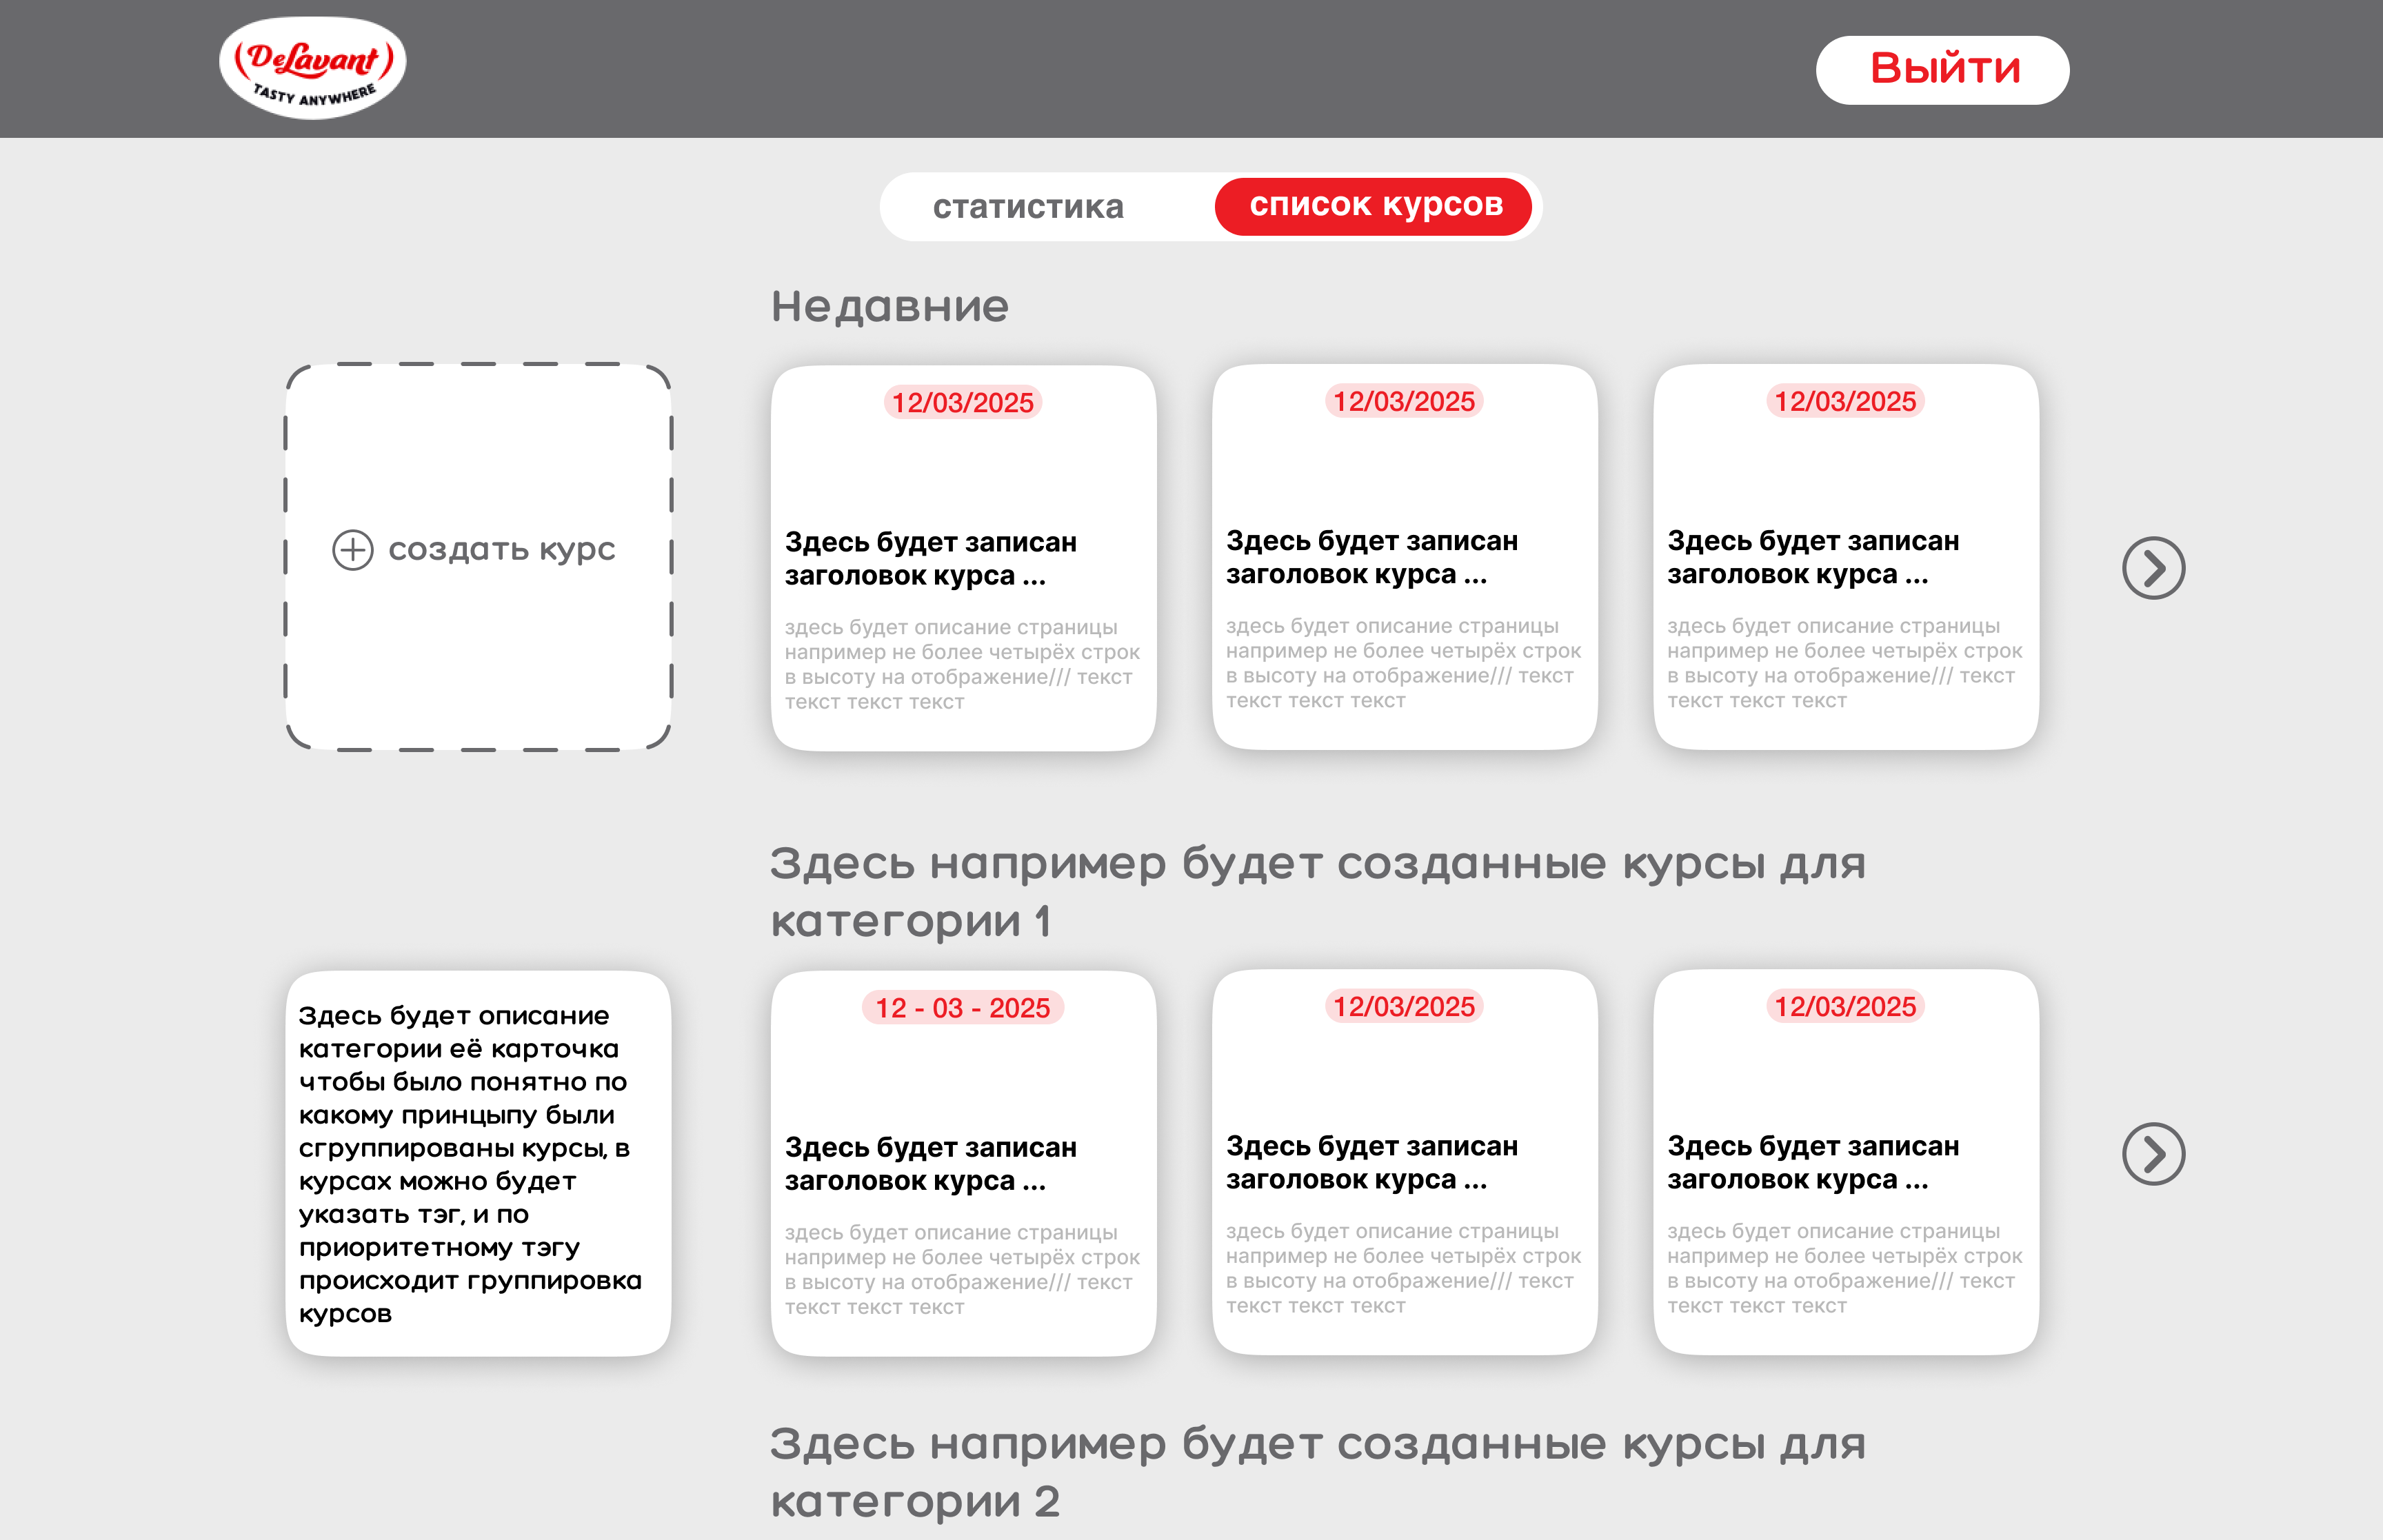 DeLavant
TASTY ANYWHERE
Выйти
статистика
список курсов
Недавние
создать курс
12/03/2025
Здесь будет записан
заголовок курса ...
здесь будет описание страницы
например не более четырёх строк
в высоту на отображение/// текст
текст текст текст
12/03/2025
Здесь будет записан
заголовок курса ...
здесь будет описание страницы
например не более четырёх строк
в высоту на отображение/// текст
текст текст текст
12/03/2025
Здесь будет записан
заголовок курса ...
здесь будет описание страницы
например не более четырёх строк
в высоту на отображение/// текст
текст текст текст
Здесь например будет созданные курсы для
категории 1
Здесь будет описание
категории её карточка
чтобы было понятно по
какому принцыпу были
сгруппированы курсы, в
курсах можно будет
указать тэг, и по
приоритетному тэгу
происходит группировка
курсов
12 - 03 - 2025
Здесь будет записан
заголовок курса ...
здесь будет описание страницы
например не более четырёх строк
в высоту на отображение/// текст
текст текст текст
12/03/2025
Здесь будет записан
заголовок курса ...
здесь будет описание страницы
например не более четырёх строк
в высоту на отображение/// текст
текст текст текст
12/03/2025
Здесь будет записан
заголовок курса ...
здесь будет описание страницы
например не более четырёх строк
в высоту на отображение/// текст
текст текст текст
Здесь например будет созданные курсы для
категории 2